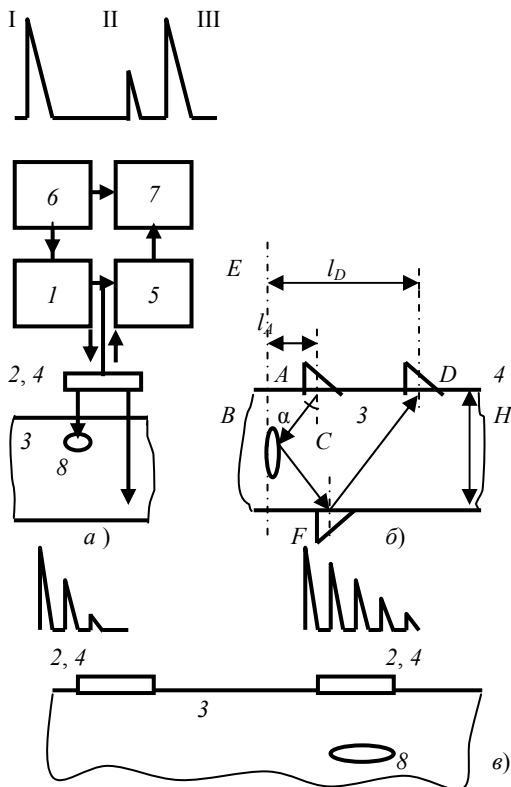 I II III
6 7
1 5
E l_D
l_A
2, 4 A D 4
B α 3 H
3 C
8
F
а ) б)
2, 4 2, 4
3
8 в)